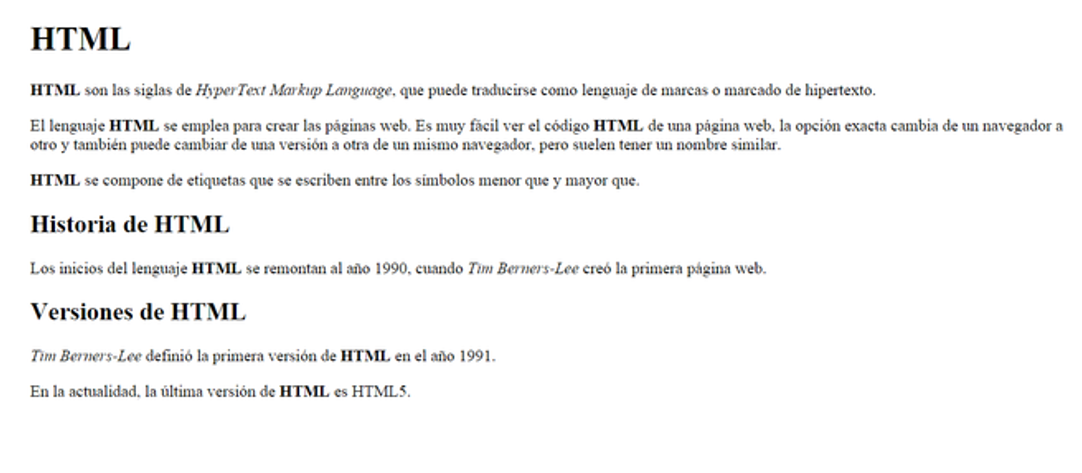 HTML
HTML son las siglas de HyperText Markup Language, que puede traducirse como lenguaje de marcas o marcado de hipertexto.
El lenguaje HTML se emplea para crear las páginas web. Es muy fácil ver el código HTML de una página web, la opción exacta cambia de un navegador a
otro y también puede cambiar de una versión a otra de un mismo navegador, pero suelen tener un nombre similar.
HTML se compone de etiquetas que se escriben entre los símbolos menor que y mayor que.
Historia de HTML
Los inicios del lenguaje HTML se remontan al año 1990, cuando Tim Berners-Lee creó la primera página web.
Versiones de HTML
Tim Berners-Lee definió la primera versión de HTML en el año 1991.
En la actualidad, la última versión de HTML es HTML5.